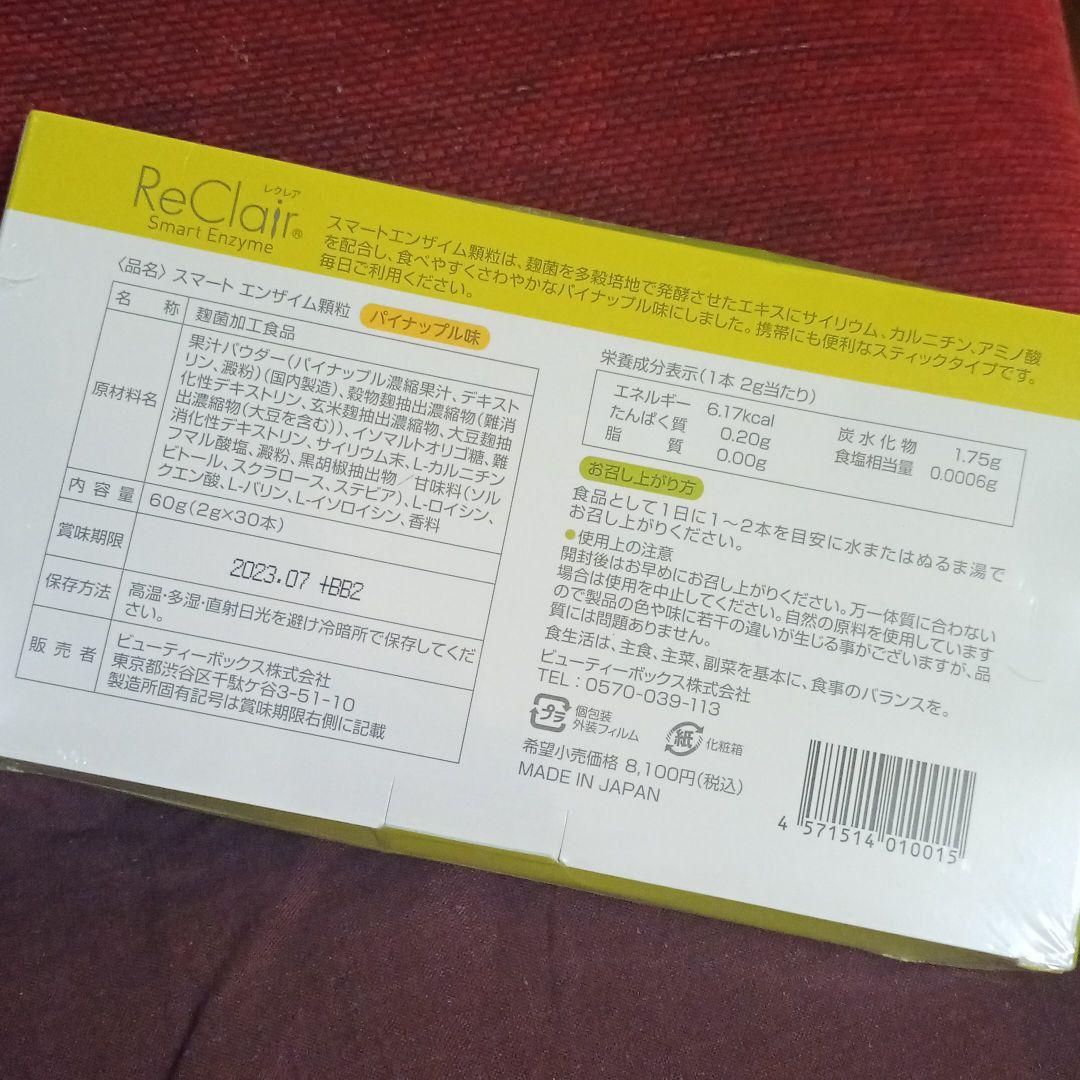 レクレア
ReClair®
Smart Enzyme
スマートエンザイム顆粒は、麹菌を多穀培地で発酵させたエキスにサイリウム、カルニチン、アミノ酸
を配合し、食べやすくさわやかなパイナップル味にしました。携帯にも便利なスティックタイプです。
毎日ご利用ください。
〈品名〉スマート エンザイム顆粒 パイナップル味
名 称 麹菌加工食品
原材料名 果汁パウダー(パイナップル濃縮果汁、デキスト
リン、澱粉)(国内製造)、穀物麹抽出濃縮物(難消
化性デキストリン、玄米麹抽出濃縮物、大豆麹抽
出濃縮物(大豆を含む))、イソマルトオリゴ糖、難
消化性デキストリン、サイリウム末、L-カルニチン
フマル酸塩、澱粉、黒胡椒抽出物/甘味料(ソル
ビトール、スクラロース、ステビア)、L-ロイシン、
クエン酸、L-バリン、L-イソロイシン、香料
内容量 60g(2g×30本)
賞味期限 2023.07 +BB2
保存方法 高温・多湿・直射日光を避け冷暗所で保存してくだ
さい。
販売者 ビューティーボックス株式会社
東京都渋谷区千駄ケ谷3-51-10
製造所固有記号は賞味期限右側に記載
栄養成分表示(1本 2g当たり)
エネルギー 6.17kcal 炭水化物 1.75g
たんぱく質 0.20g 食塩相当量 0.0006g
脂 質 0.00g
お召し上がり方
食品として1日に1〜2本を目安に水またはぬるま湯で
お召し上がりください。
●使用上の注意
開封後はお早めにお召し上がりください。万一体質に合わない
場合は使用を中止してください。自然の原料を使用しています
ので製品の色や味に若干の違いが生じる事がございますが、品
質には問題ありません。
食生活は、主食、主菜、副菜を基本に、食事のバランスを。
ビューティーボックス株式会社
TEL:0570-039-113
プラ 個包装
外装フィルム
紙 化粧箱
希望小売価格 8,100円(税込)
MADE IN JAPAN
4 571514 010015